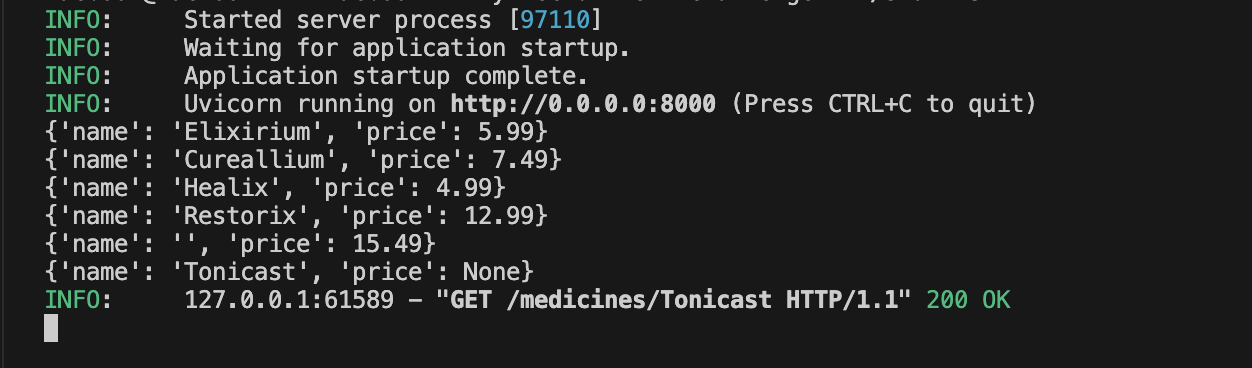 INFO:     Started server process [97110]
INFO:     Waiting for application startup.
INFO:     Application startup complete.
INFO:     Uvicorn running on http://0.0.0.0:8000 (Press CTRL+C to quit)
{'name': 'Elixirium', 'price': 5.99}
{'name': 'Cureallium', 'price': 7.49}
{'name': 'Healix', 'price': 4.99}
{'name': 'Restorix', 'price': 12.99}
{'name': '', 'price': 15.49}
{'name': 'Tonicast', 'price': None}
INFO:     127.0.0.1:61589 - "GET /medicines/Tonicast HTTP/1.1" 200 OK